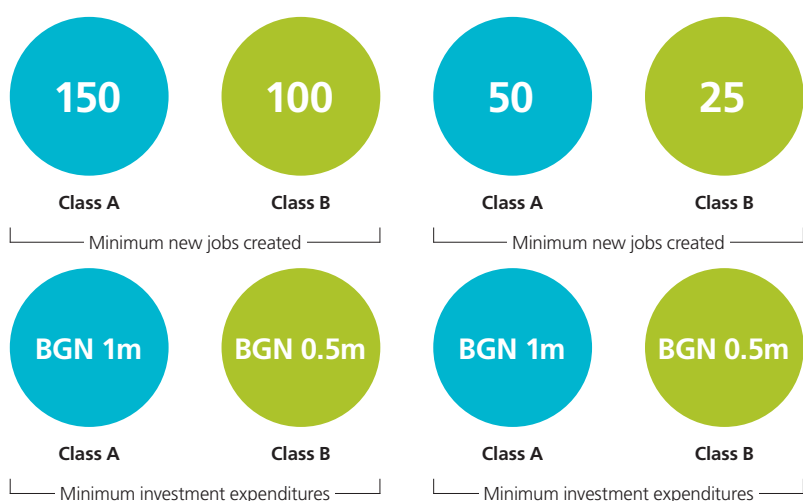 150 100 50 25
Class A Class B Class A Class B
Minimum new jobs created Minimum new jobs created
BGN 1m BGN 0.5m BGN 1m BGN 0.5m
Class A Class B Class A Class B
Minimum investment expenditures Minimum investment expenditures